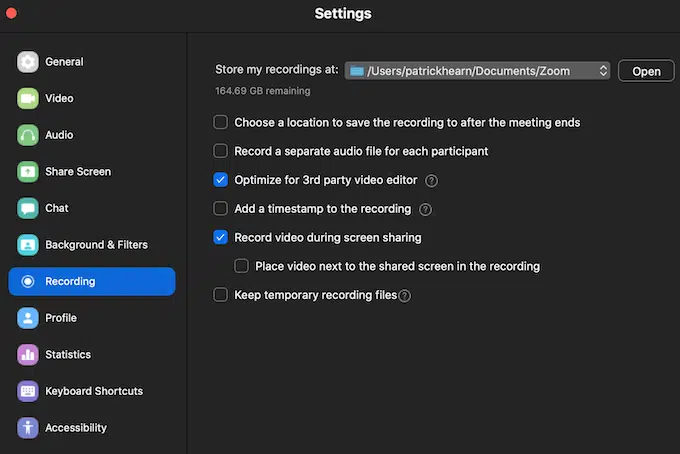 Settings
General
Video
Audio
Share Screen
Chat
Background & Filters
Recording
Profile
Statistics
Keyboard Shortcuts
Accessibility
Store my recordings at: /Users/patrickhearn/Documents/Zoom Open
164.69 GB remaining
Choose a location to save the recording to after the meeting ends
Record a separate audio file for each participant
Optimize for 3rd party video editor ?
Add a timestamp to the recording ?
Record video during screen sharing
Place video next to the shared screen in the recording
Keep temporary recording files ?